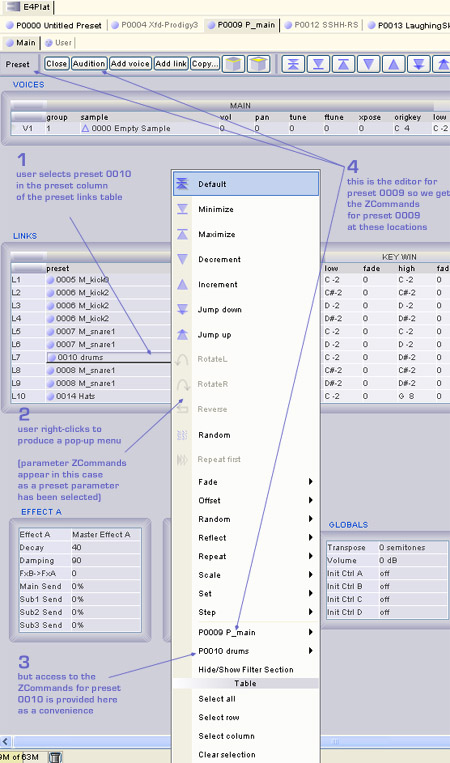 E4Plat
P0000 Untitled Preset P0004 Xfd-Prodigy3 P0009 P_main P0012 SSHH-RS P0013 LaughingSk
Main User
Preset Close Audition Add voice Add link Copy...
VOICES
MAIN
group sample vol pan tune ftune xpose origkey low
V1 1 0000 Empty Sample 0 0 0 0 0 C 4 C -2
1
user selects preset 0010
in the preset column
of the preset links table
4
this is the editor for
preset 0009 so we get
the ZCommands
for preset 0009
at these locations
LINKS
KEY WIN
preset low fade high fad
L1 0005 M_kick0 C -2 0 C -2 0
L2 0006 M_kick2 C#-2 0 C#-2 0
L3 0006 M_kick2 D -2 0 D -2 0
L4 0006 M_kick2 C#-2 0 C#-2 0
L5 0007 M_snare1 D -2 0 D -2 0
L6 0007 M_snare1 D -2 0 D -2 0
L7 0010 drums C -2 0 D#-2 0
L8 0009 M_snare1 D#-2 0 D#-2 0
L9 0009 M_snare1 D#-2 0 D#-2 0
L10 0014 Hats C -2 0 G 8 0
2
user right-clicks to
produce a pop-up menu
(parameter ZCommands
appear in this case
as a preset parameter
has been selected)
Default
Minimize
Maximize
Decrement
Increment
Jump down
Jump up
RotateL
RotateR
Reverse
Random
Repeat first
Fade
Offset
Random
Reflect
Repeat
Scale
Set
Step
P0009 P_main
P0010 drums
Hide/Show Filter Section
Table
Select all
Select row
Select column
Clear selection
EFFECT A
Effect A Master Effect A
Decay 40
Damping 90
FxB->FxA 0
Main Send 0%
Sub1 Send 0%
Sub2 Send 0%
Sub3 Send 0%
GLOBALS
Transpose 0 semitones
Volume 0 dB
Init Ctrl A off
Init Ctrl B off
Init Ctrl C off
Init Ctrl D off
3
but access to the
ZCommands for preset
0010 is provided here
as a convenience
9M of 63M